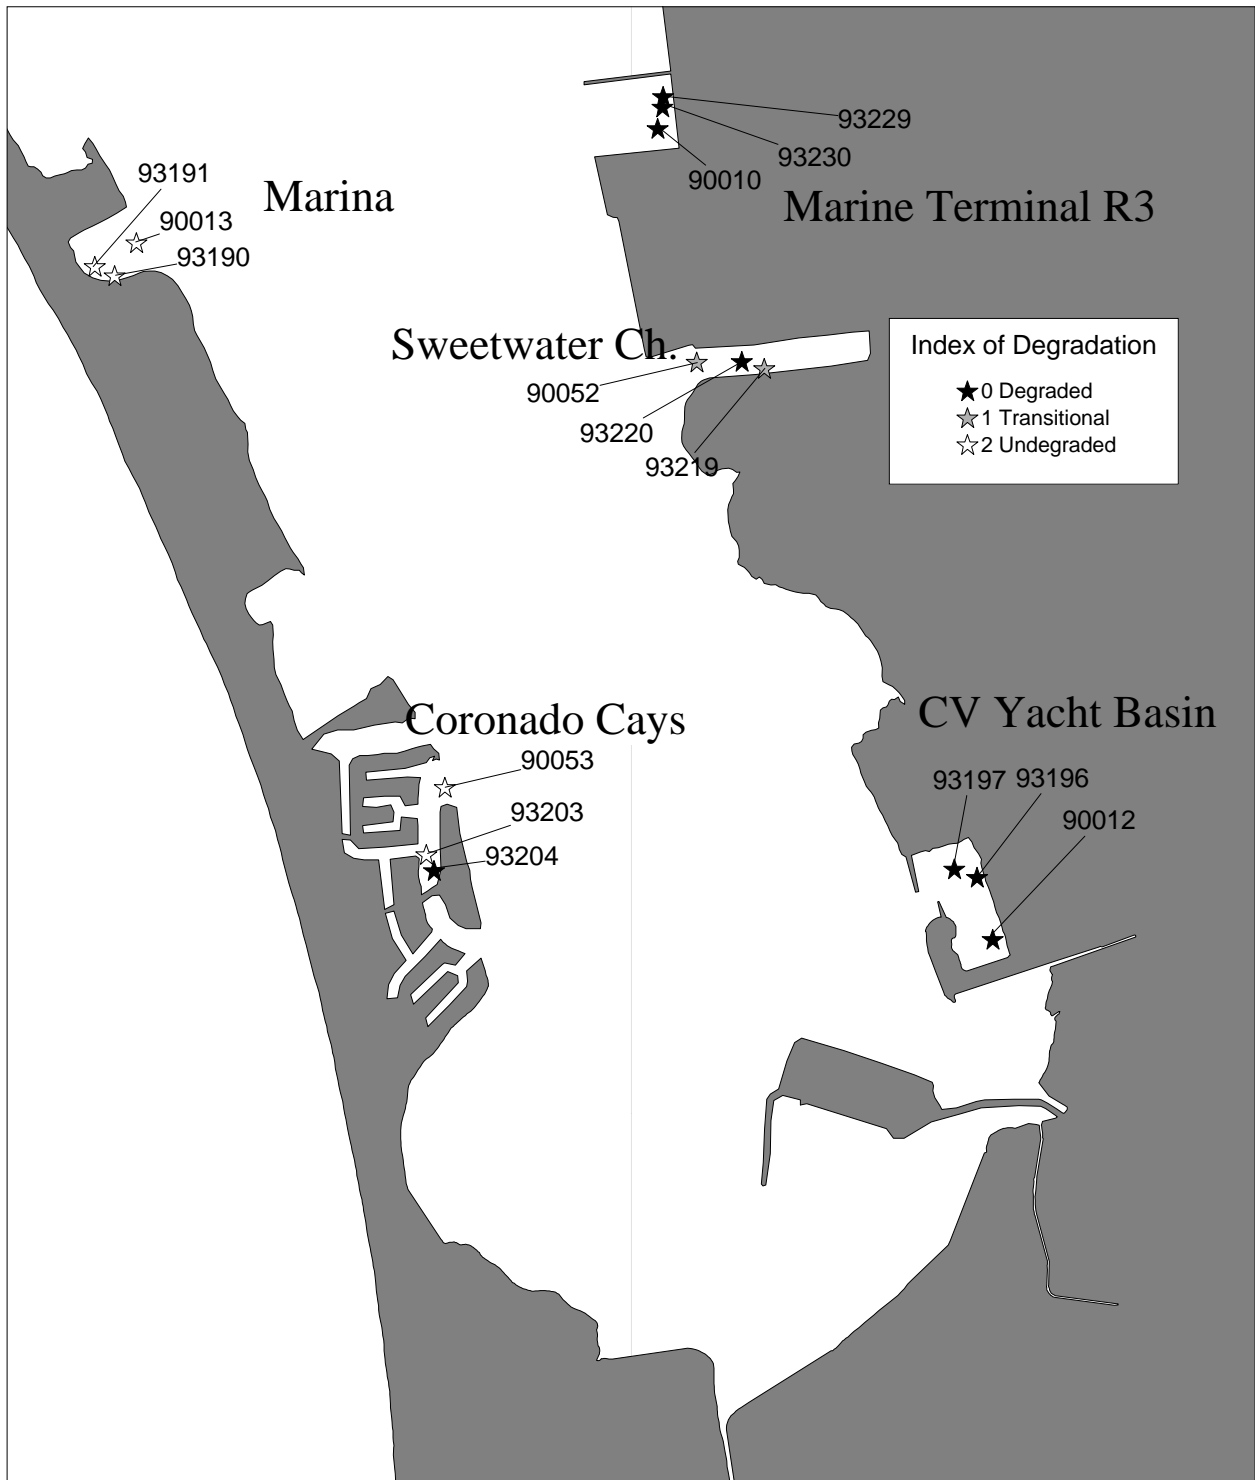 93229
93230
90010
93191
Marina
90013
93190
Marine Terminal R3
Sweetwater Ch.
90052
93220
93219
Index of Degradation
0 Degraded
1 Transitional
2 Undegraded
Coronado Cays
90053
93203
93204
CV Yacht Basin
93197
93196
90012